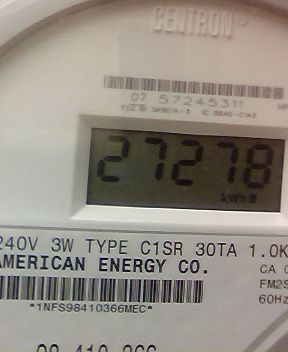 CENTRON®
07 57245311
27278
kWh
240V 3W TYPE C1SR 30TA 1.0K
AMERICAN ENERGY CO.
CA
FM2S
60Hz
*1NFS98410366MEC*